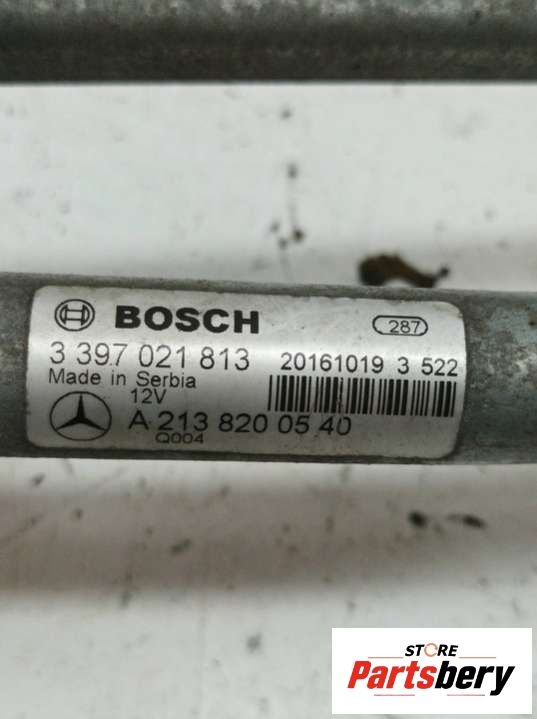 BOSCH
287
3 397 021 813
20161019 3 522
Made in Serbia
12V
A 213 820 05 40
Q004
STORE
Partsbery